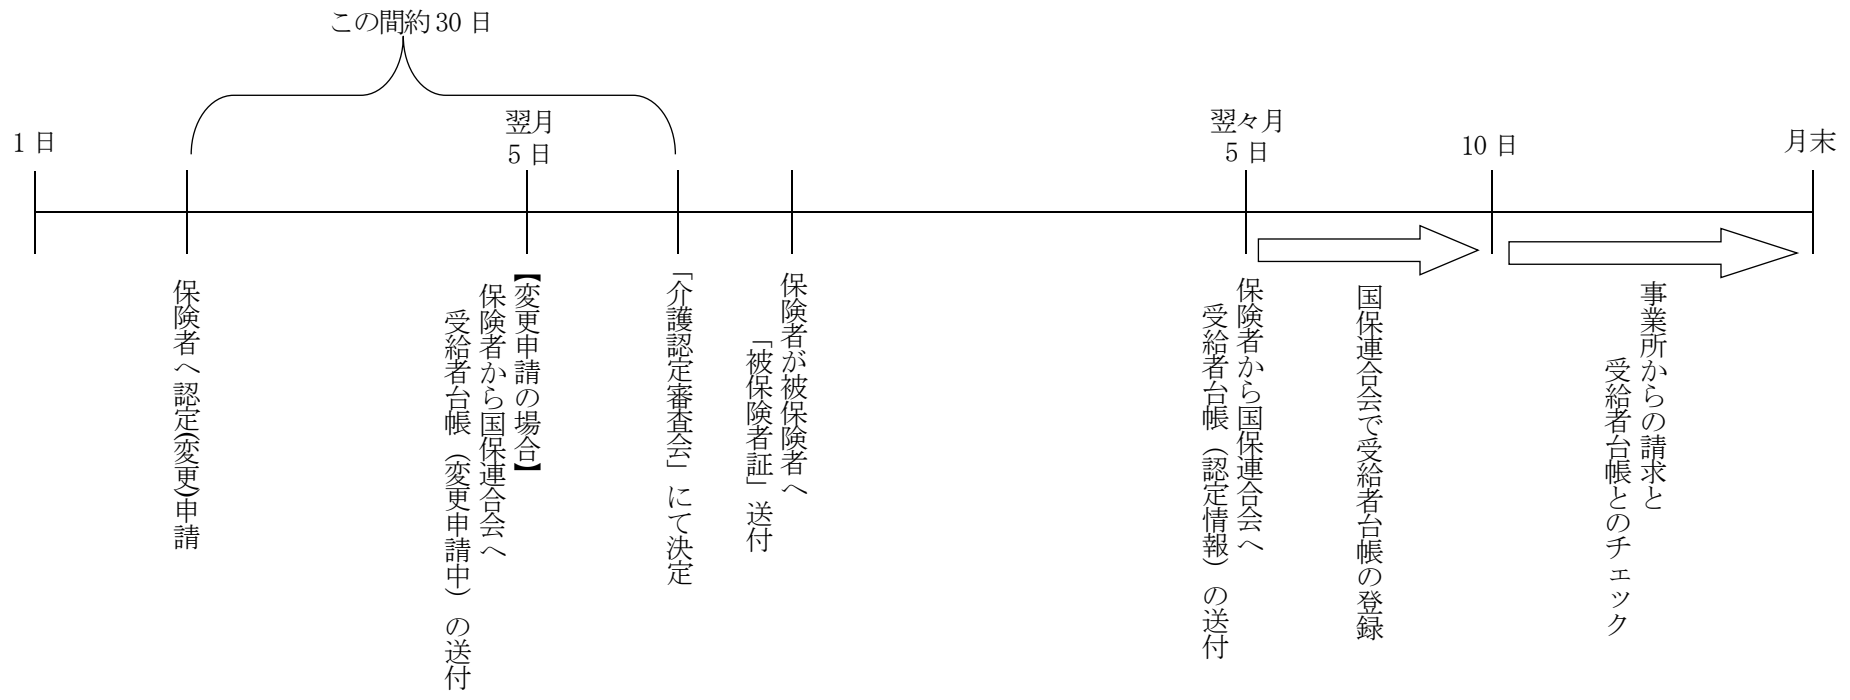 この間約30日
1日
翌月
5日
翌々月
5日
10日
月末
保険者へ認定(変更)申請
【変更申請の場合】
保険者から国保連合会へ
受給者台帳（変更申請中）の送付
「介護認定審査会」にて決定
保険者が被保険者へ
「被保険者証」送付
保険者から国保連合会へ
受給者台帳（認定情報）の送付
国保連合会で受給者台帳の登録
事業所からの請求と
受給者台帳とのチェック